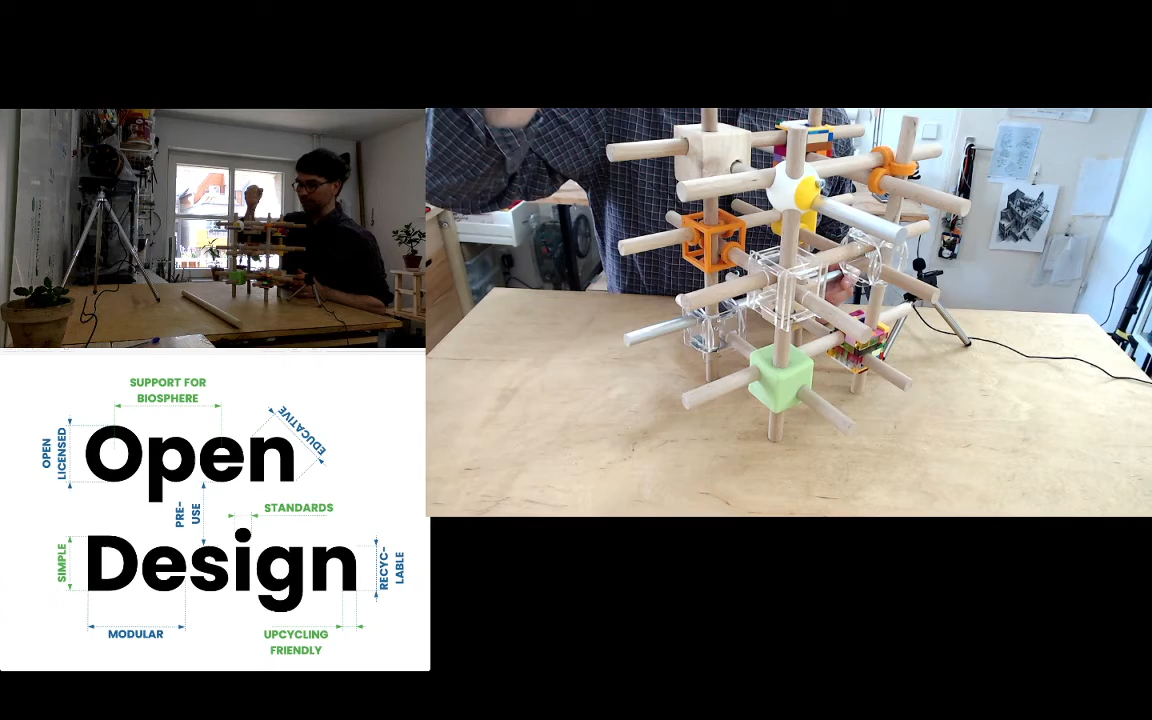 SUPPORT FOR
BIOSPHERE
OPEN
LICENSED
Open
EDUCATIVE
PRE-
USE
STANDARDS
SIMPLE
Design
RECYC-
LABLE
MODULAR
UPCYCLING
FRIENDLY